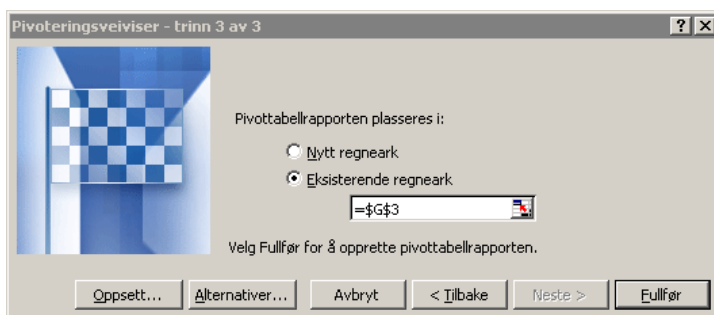 Pivoteringsveiviser - trinn 3 av 3
Pivottabellrapporten plasseres i:
Nytt regneark
Eksisterende regneark
=$G$3
Velg Fullfør for å opprette pivottabellrapporten.
Oppsett... Alternativer... Avbryt < Tilbake Neste > Fullfør